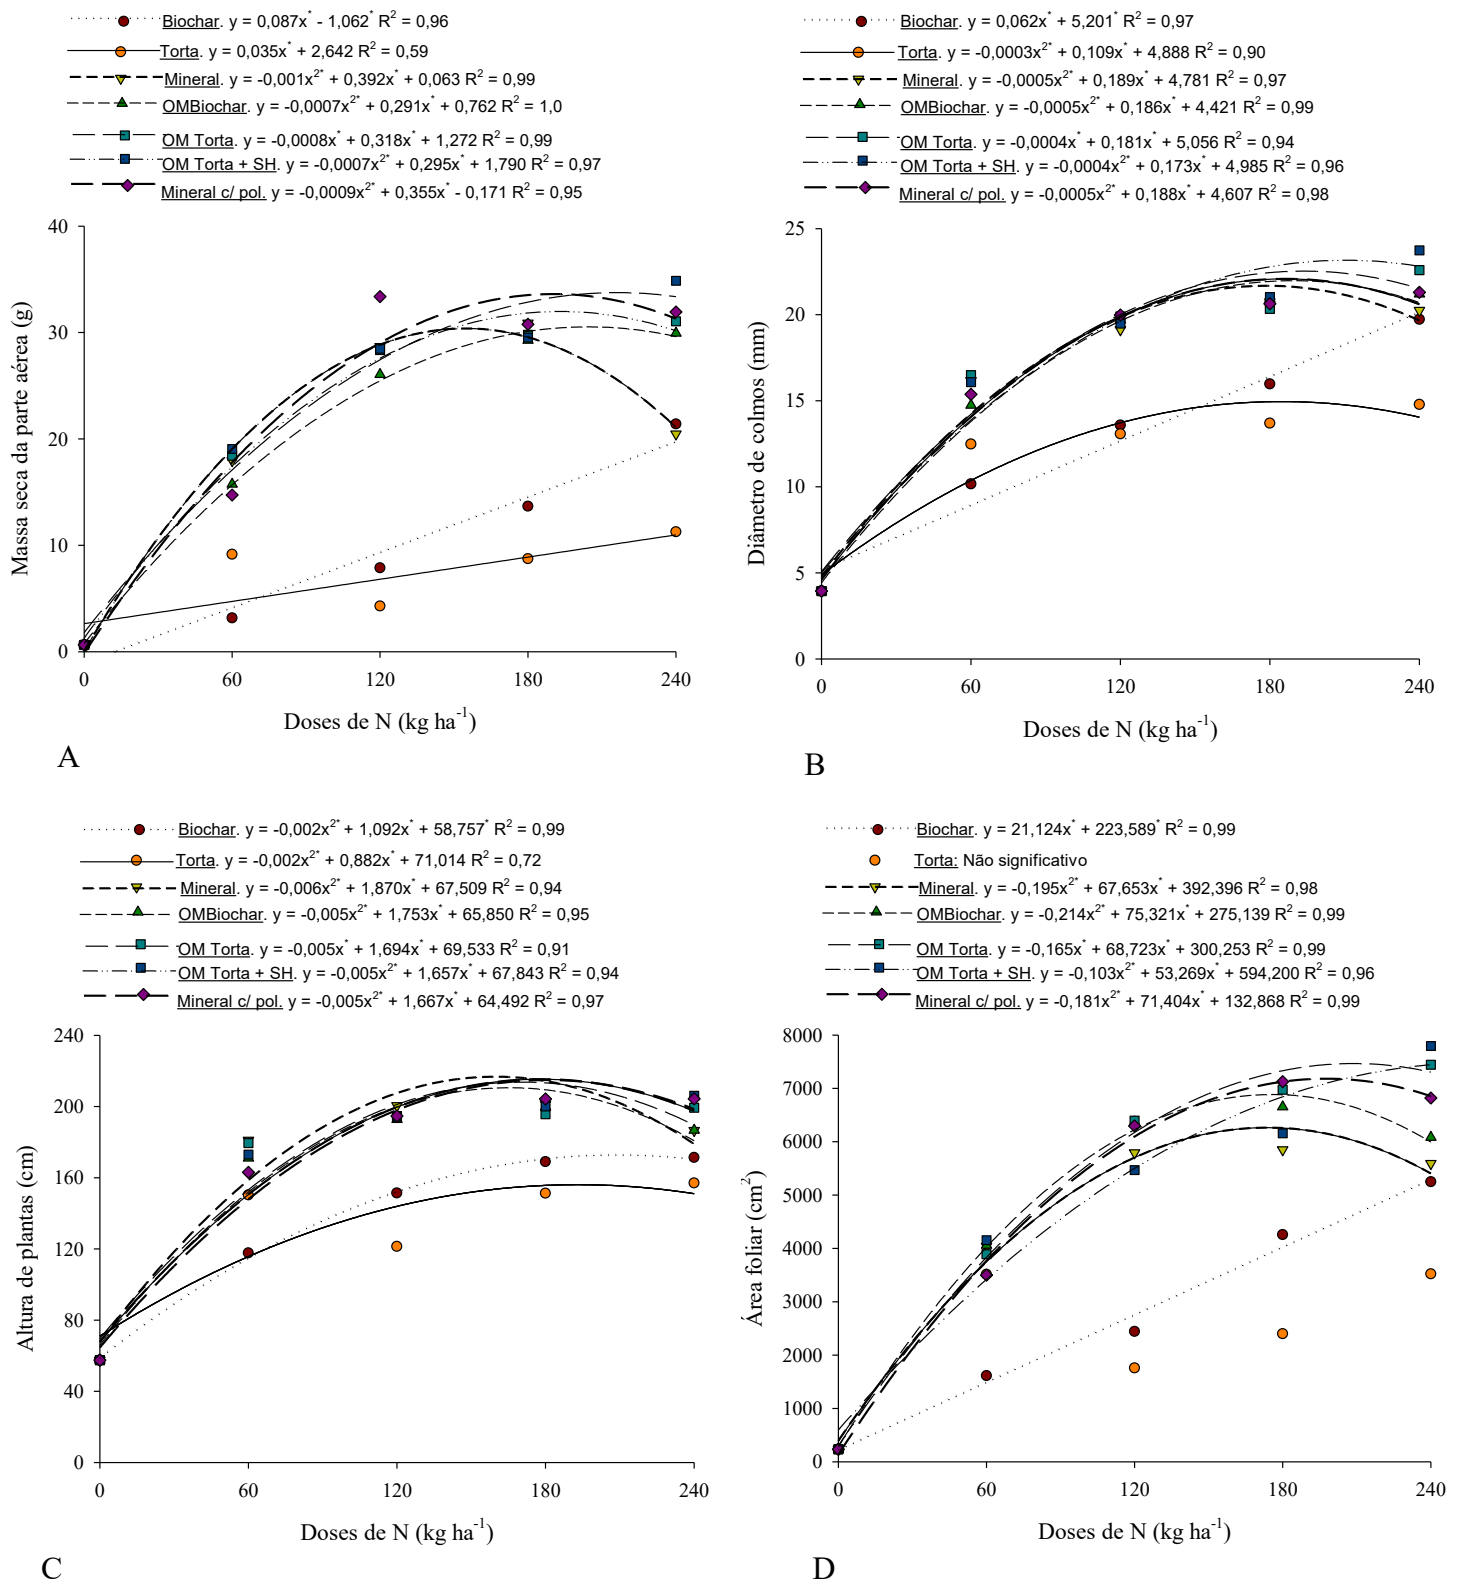 Biochar. y = 0,087x* - 1,062* R² = 0,96
Torta. y = 0,035x* + 2,642 R² = 0,59
Mineral. y = -0,001x²* + 0,392x* + 0,063 R² = 0,99
OMBiochar. y = -0,0007x²* + 0,291x* + 0,762 R² = 1,0
OM Torta. y = -0,0008x* + 0,318x* + 1,272 R² = 0,99
OM Torta + SH. y = -0,0007x²* + 0,295x* + 1,790 R² = 0,97
Mineral c/ pol. y = -0,0009x²* + 0,355x* - 0,171 R² = 0,95
Massa seca da parte aérea (g)
40
30
20
10
0
0 60 120 180 240
Doses de N (kg ha⁻¹)
A
Biochar. y = 0,062x* + 5,201* R² = 0,97
Torta. y = -0,0003x²* + 0,109x* + 4,888 R² = 0,90
Mineral. y = -0,0005x²* + 0,189x* + 4,781 R² = 0,97
OMBiochar. y = -0,0005x²* + 0,186x* + 4,421 R² = 0,99
OM Torta. y = -0,0004x* + 0,181x* + 5,056 R² = 0,94
OM Torta + SH. y = -0,0004x²* + 0,173x* + 4,985 R² = 0,96
Mineral c/ pol. y = -0,0005x²* + 0,188x* + 4,607 R² = 0,98
Diâmetro de colmos (mm)
25
20
15
10
5
0
0 60 120 180 240
Doses de N (kg ha⁻¹)
B
Biochar. y = -0,002x²* + 1,092x* + 58,757* R² = 0,99
Torta. y = -0,002x²* + 0,882x* + 71,014 R² = 0,72
Mineral. y = -0,006x²* + 1,870x* + 67,509 R² = 0,94
OMBiochar. y = -0,005x²* + 1,753x* + 65,850 R² = 0,95
OM Torta. y = -0,005x* + 1,694x* + 69,533 R² = 0,91
OM Torta + SH. y = -0,005x²* + 1,657x* + 67,843 R² = 0,94
Mineral c/ pol. y = -0,005x²* + 1,667x* + 64,492 R² = 0,97
Altura de plantas (cm)
240
200
160
120
80
40
0
0 60 120 180 240
Doses de N (kg ha⁻¹)
C
Biochar. y = 21,124x* + 223,589* R² = 0,99
Torta: Não significativo
Mineral. y = -0,195x²* + 67,653x* + 392,396 R² = 0,98
OMBiochar. y = -0,214x²* + 75,321x* + 275,139 R² = 0,99
OM Torta. y = -0,165x* + 68,723x* + 300,253 R² = 0,99
OM Torta + SH. y = -0,103x²* + 53,269x* + 594,200 R² = 0,96
Mineral c/ pol. y = -0,181x²* + 71,404x* + 132,868 R² = 0,99
Área foliar (cm²)
8000
7000
6000
5000
4000
3000
2000
1000
0
0 60 120 180 240
Doses de N (kg ha⁻¹)
D